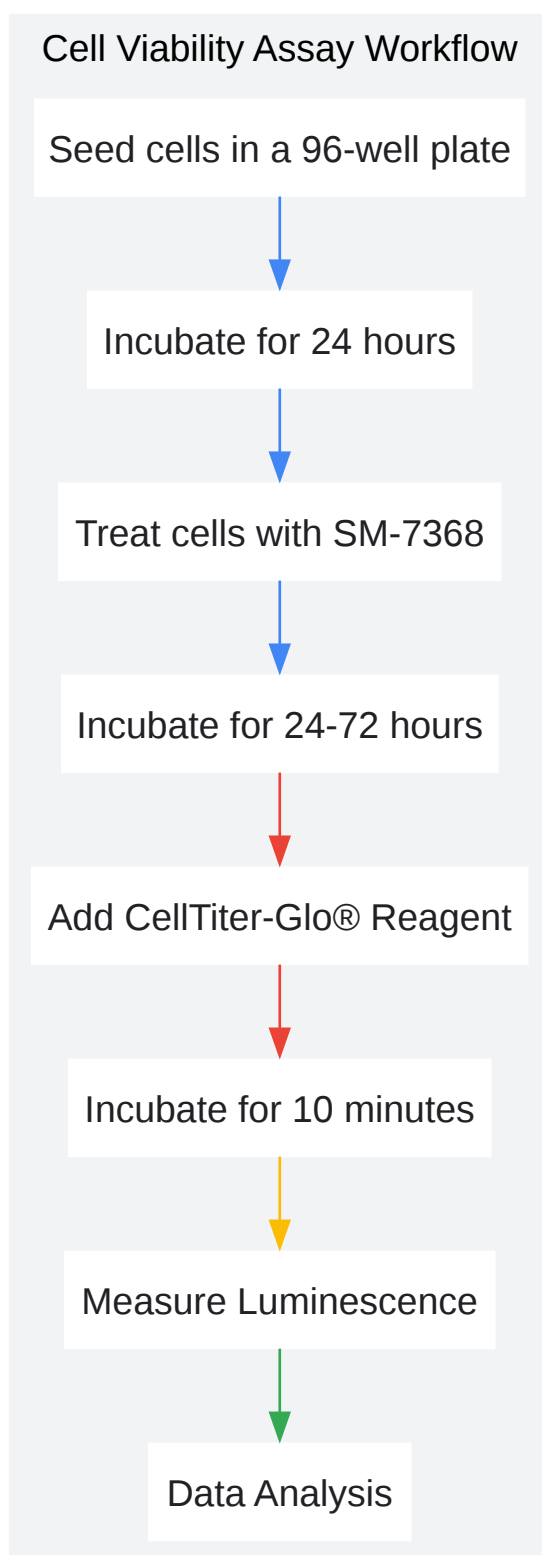 Cell Viability Assay Workflow
Seed cells in a 96-well plate
Incubate for 24 hours
Treat cells with SM-7368
Incubate for 24-72 hours
Add CellTiter-Glo® Reagent
Incubate for 10 minutes
Measure Luminescence
Data Analysis